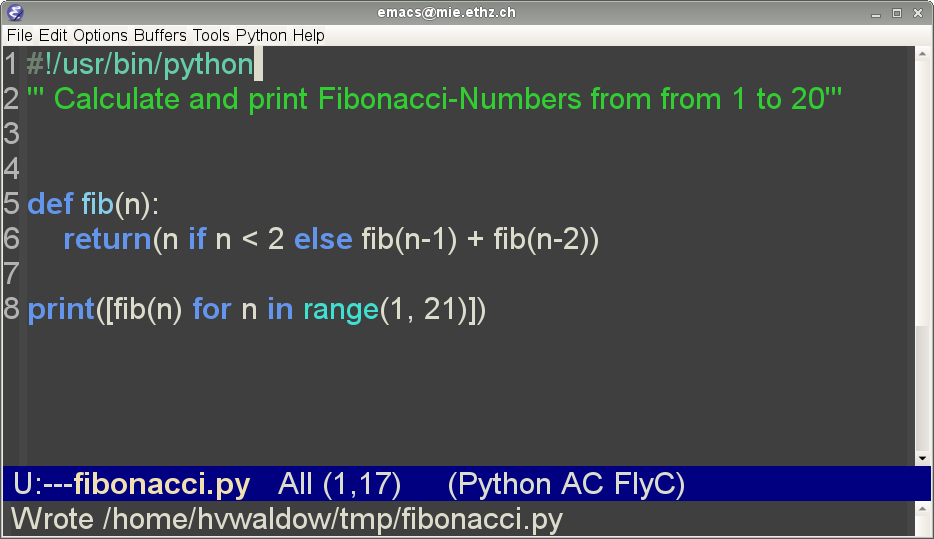 emacs@mie.ethz.ch
File Edit Options Buffers Tools Python Help
1 #!/usr/bin/python
2 ''' Calculate and print Fibonacci-Numbers from from 1 to 20'''
3
4
5 def fib(n):
6     return(n if n < 2 else fib(n-1) + fib(n-2))
7
8 print([fib(n) for n in range(1, 21)])
U:---fibonacci.py   All (1,17)     (Python AC FlyC)
Wrote /home/hvwaldow/tmp/fibonacci.py